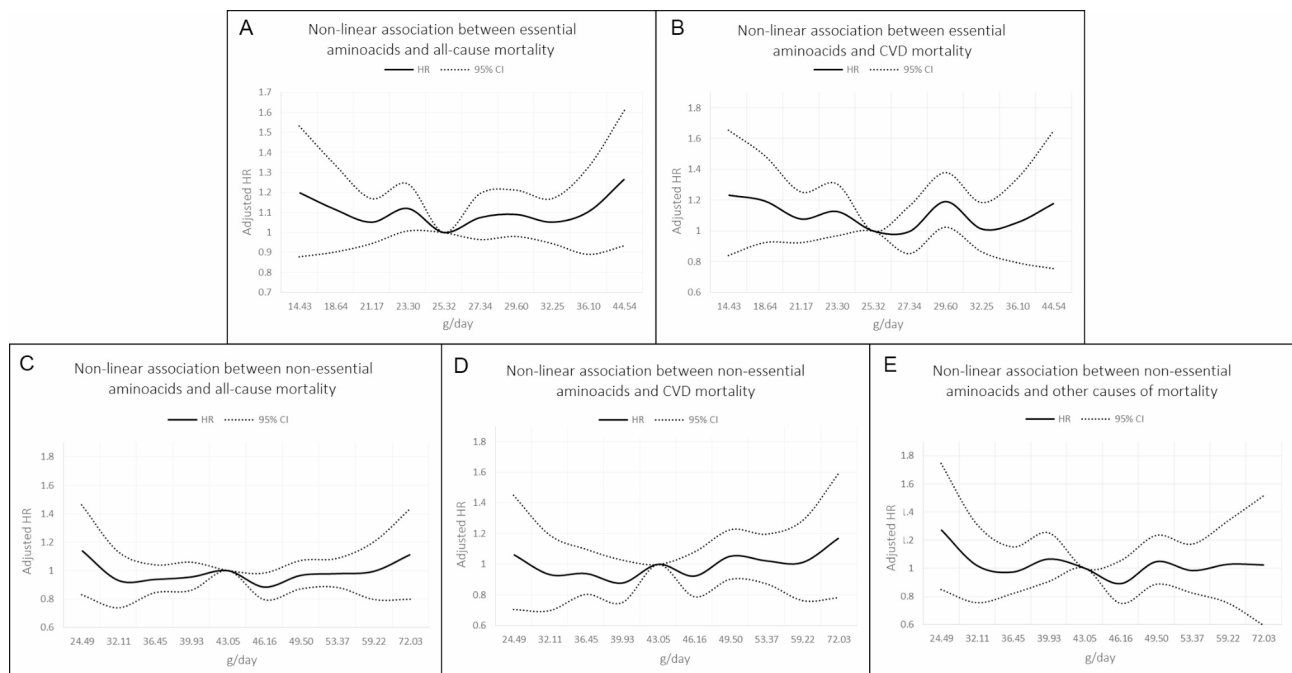 A
Non-linear association between essential
aminoacids and all-cause mortality
HR 95% CI
Adjusted HR
1.7
1.6
1.5
1.4
1.3
1.2
1.1
1
0.9
0.8
0.7
14.43 18.64 21.17 23.30 25.32 27.34 29.60 32.25 36.10 44.54
g/day
B
Non-linear association between essential
aminoacids and CVD mortality
HR 95% CI
Adjusted HR
1.8
1.6
1.4
1.2
1
0.8
0.6
14.43 18.64 21.17 23.30 25.32 27.34 29.60 32.25 36.10 44.54
g/day
C
Non-linear association between non-essential
aminoacids and all-cause mortality
HR 95% CI
Adjusted HR
1.8
1.6
1.4
1.2
1
0.8
0.6
24.49 32.11 36.45 39.93 43.05 46.16 49.50 53.37 59.22 72.03
g/day
D
Non-linear association between non-essential
aminoacids and CVD mortality
HR 95% CI
Adjusted HR
1.8
1.6
1.4
1.2
1
0.8
0.6
24.49 32.11 36.45 39.93 43.05 46.16 49.50 53.37 59.22 72.03
g/day
E
Non-linear association between non-essential
aminoacids and other causes of mortality
HR 95% CI
Adjusted HR
1.8
1.6
1.4
1.2
1
0.8
0.6
24.49 32.11 36.45 39.93 43.05 46.16 49.50 53.37 59.22 72.03
g/day